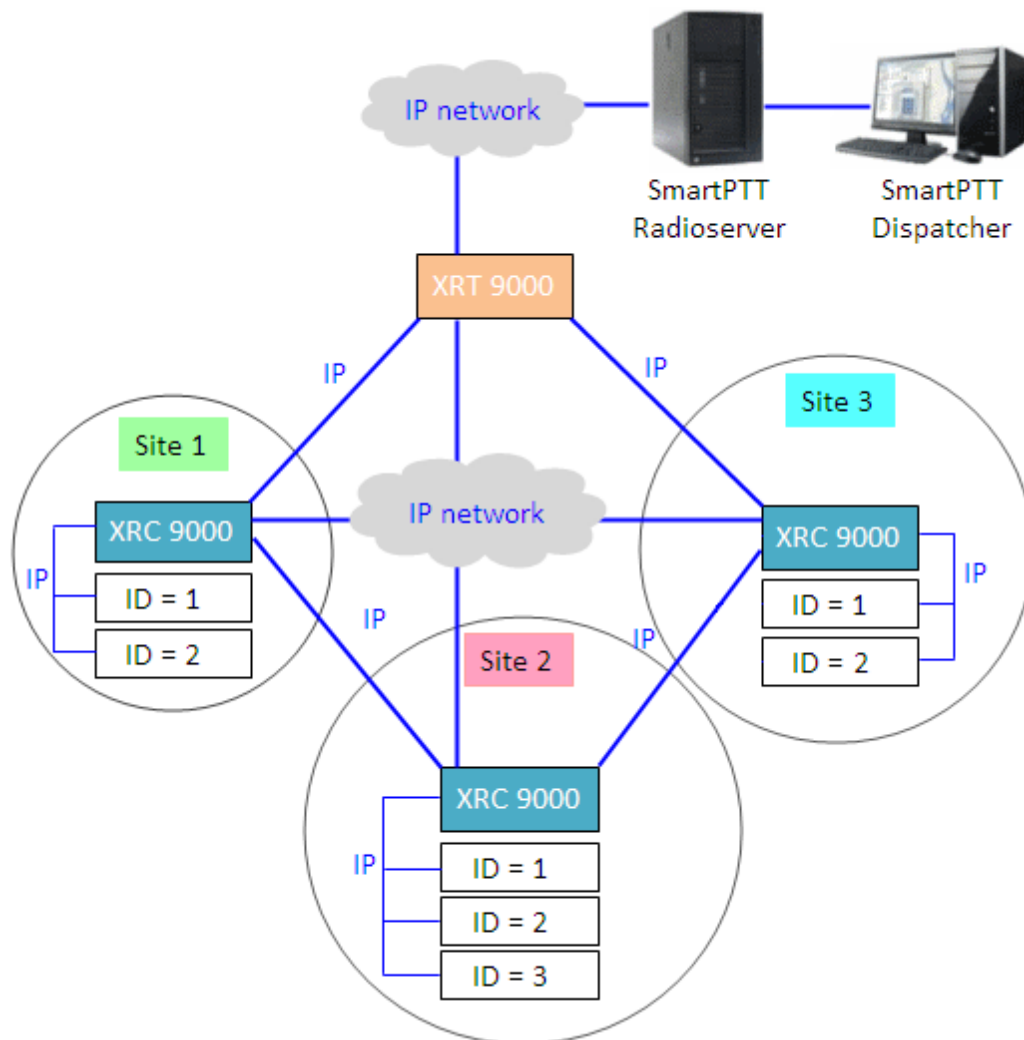 IP network
SmartPTT
Radioserver
SmartPTT
Dispatcher
XRT 9000
IP
IP
Site 1
Site 3
XRC 9000
IP network
XRC 9000
IP
ID = 1
ID = 2
IP
ID = 1
ID = 2
IP
IP
Site 2
XRC 9000
IP
ID = 1
ID = 2
ID = 3